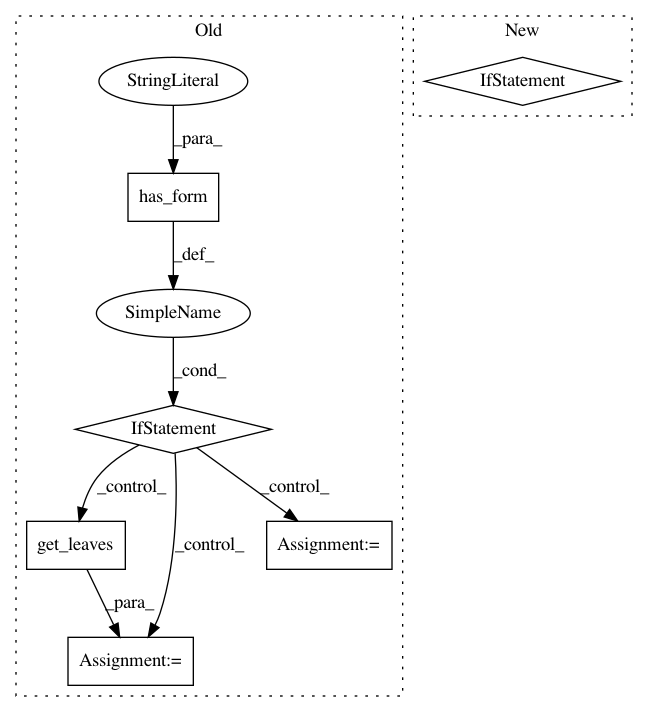 Old
New
StringLiteral
IfStatement
_para_
has_form
_def_
SimpleName
_cond_
IfStatement
_control_
_control_
_control_
get_leaves
Assignment:=
_para_
Assignment:=